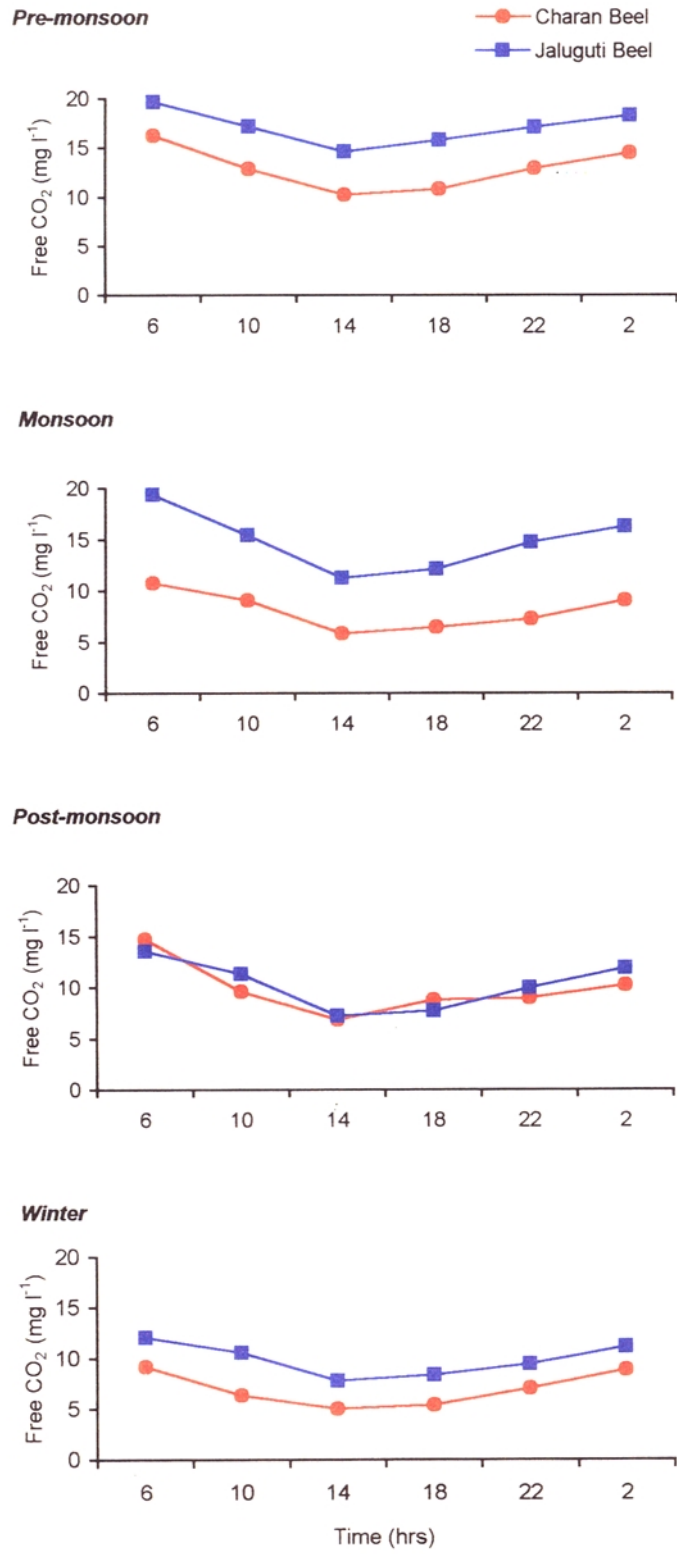 Pre-monsoon
Charan Beel
Jaluguti Beel
Free CO₂ (mg l⁻¹)
20
15
10
5
0
6 10 14 18 22 2
Monsoon
Free CO₂ (mg l⁻¹)
20
15
10
5
0
6 10 14 18 22 2
Post-monsoon
Free CO₂ (mg l⁻¹)
20
15
10
5
0
6 10 14 18 22 2
Winter
Free CO₂ (mg l⁻¹)
20
15
10
5
0
6 10 14 18 22 2
Time (hrs)